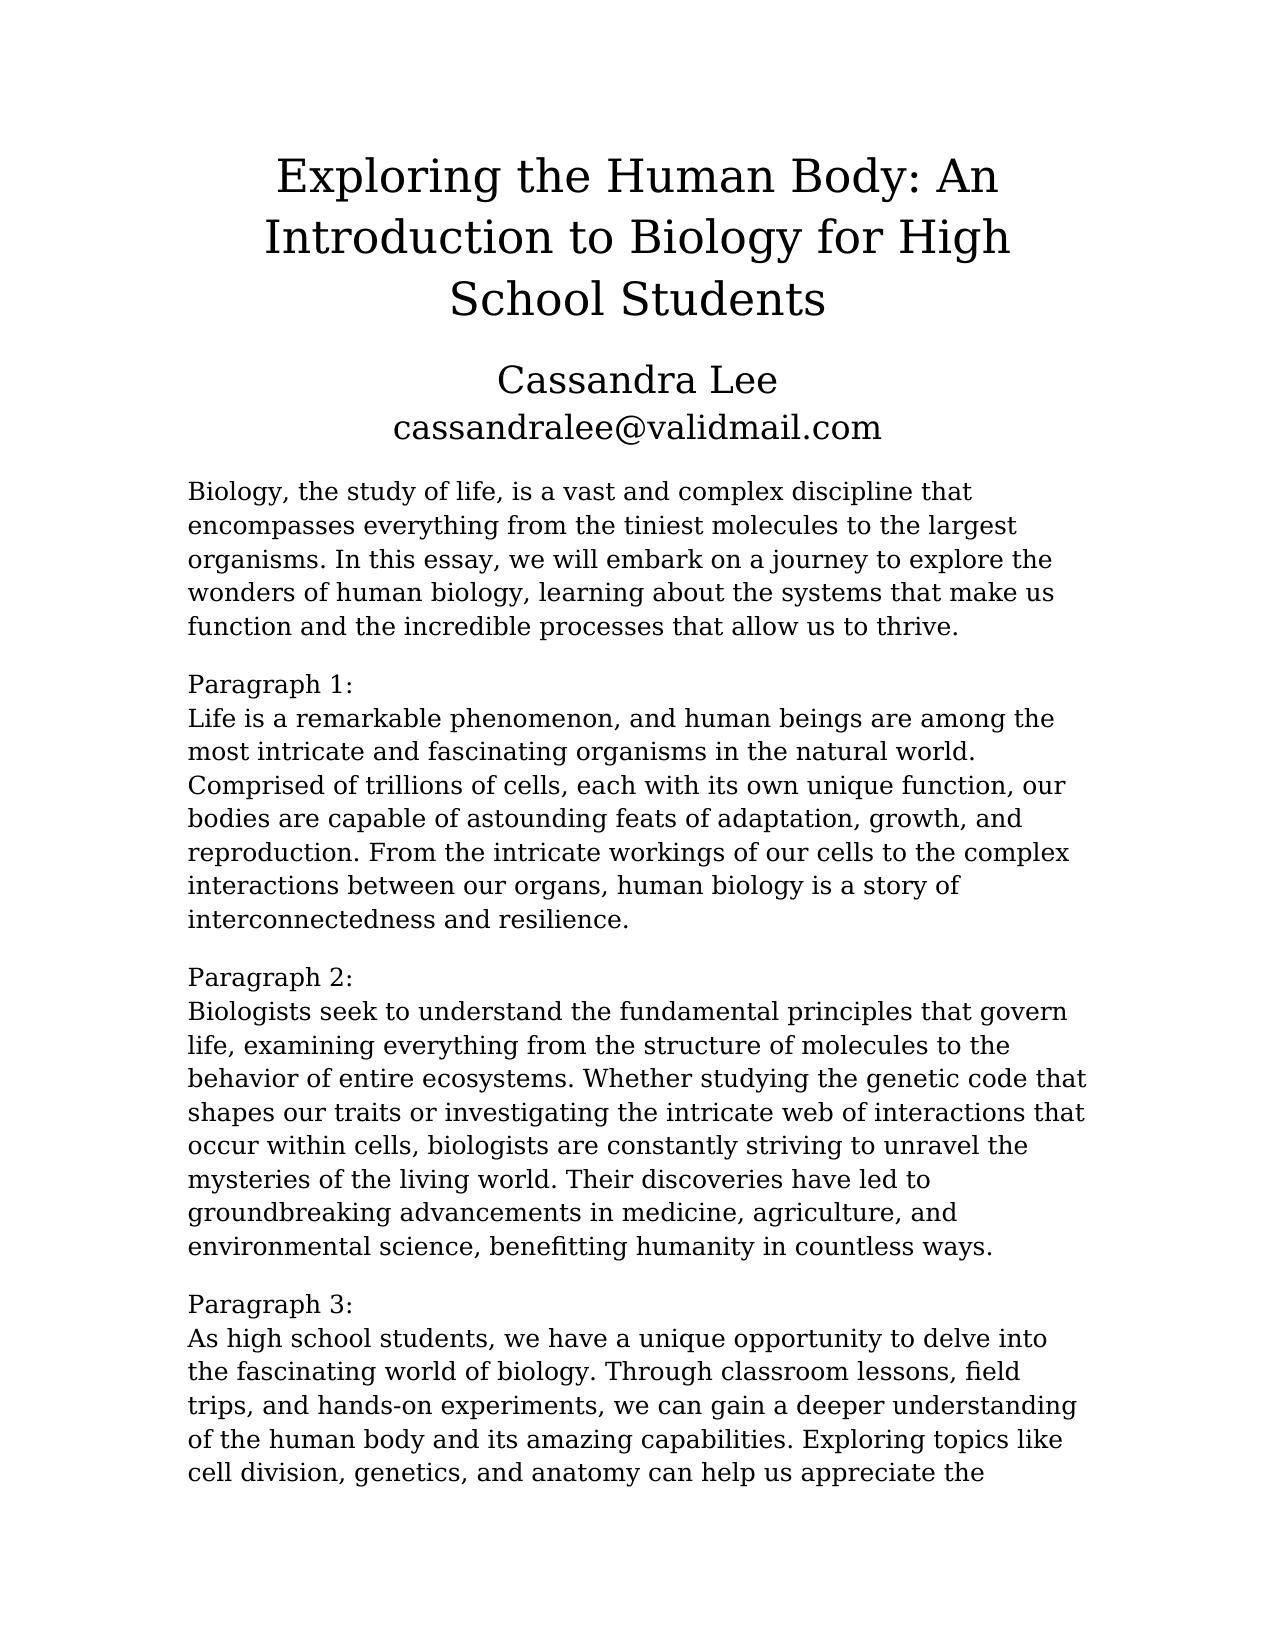 Exploring the Human Body: An
Introduction to Biology for High
School Students
Cassandra Lee
cassandralee@validmail.com
Biology, the study of life, is a vast and complex discipline that
encompasses everything from the tiniest molecules to the largest
organisms. In this essay, we will embark on a journey to explore the
wonders of human biology, learning about the systems that make us
function and the incredible processes that allow us to thrive.
Paragraph 1:
Life is a remarkable phenomenon, and human beings are among the
most intricate and fascinating organisms in the natural world.
Comprised of trillions of cells, each with its own unique function, our
bodies are capable of astounding feats of adaptation, growth, and
reproduction. From the intricate workings of our cells to the complex
interactions between our organs, human biology is a story of
interconnectedness and resilience.
Paragraph 2:
Biologists seek to understand the fundamental principles that govern
life, examining everything from the structure of molecules to the
behavior of entire ecosystems. Whether studying the genetic code that
shapes our traits or investigating the intricate web of interactions that
occur within cells, biologists are constantly striving to unravel the
mysteries of the living world. Their discoveries have led to
groundbreaking advancements in medicine, agriculture, and
environmental science, benefitting humanity in countless ways.
Paragraph 3:
As high school students, we have a unique opportunity to delve into
the fascinating world of biology. Through classroom lessons, field
trips, and hands-on experiments, we can gain a deeper understanding
of the human body and its amazing capabilities. Exploring topics like
cell division, genetics, and anatomy can help us appreciate the